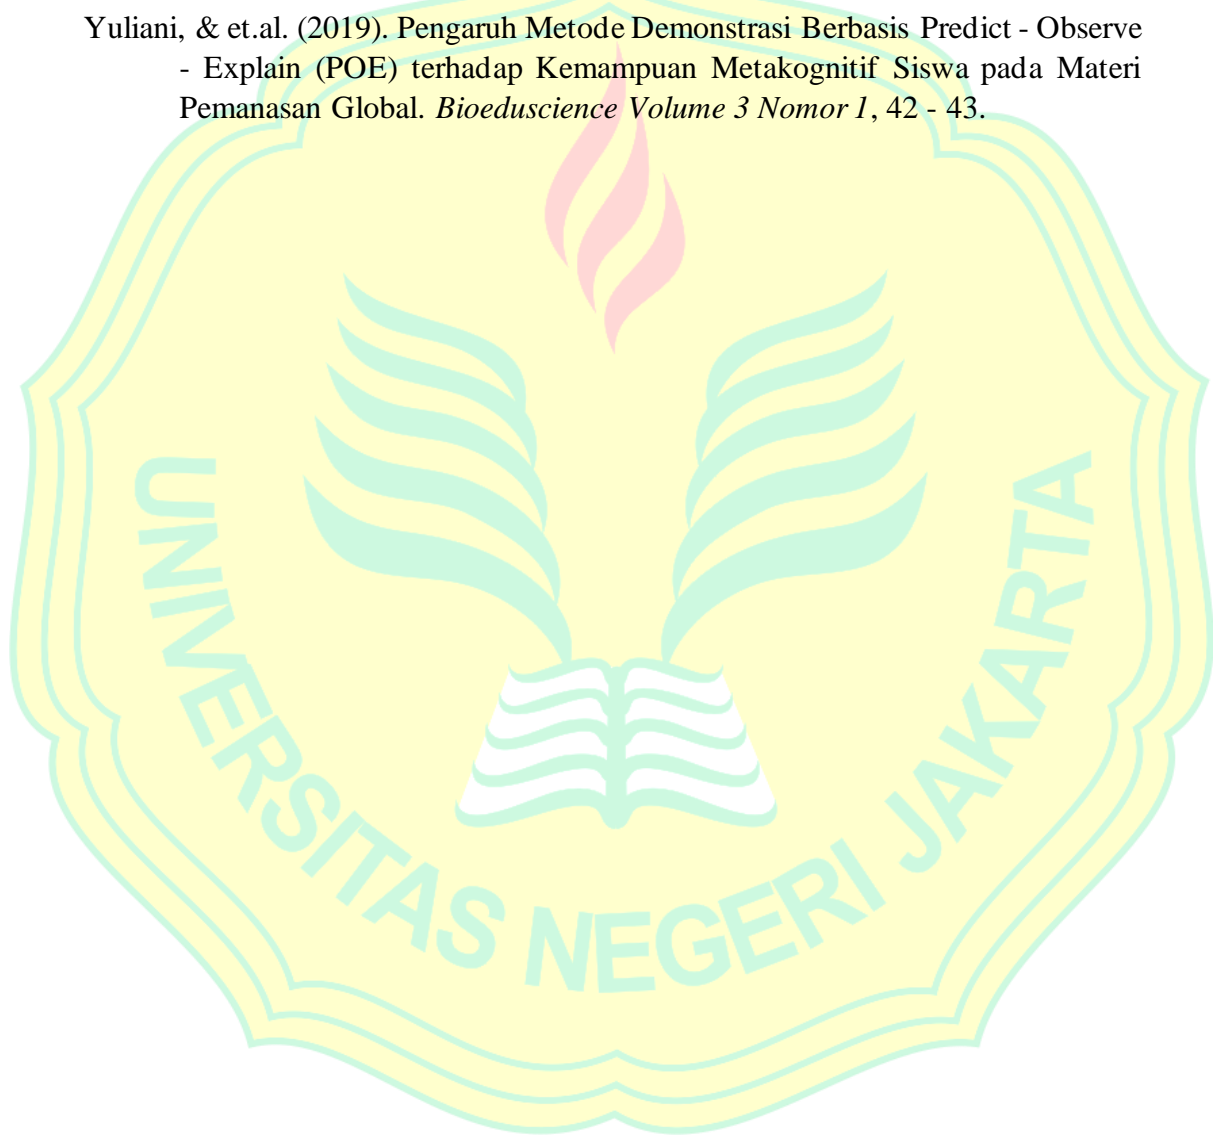 Yuliani, & et.al. (2019). Pengaruh Metode Demonstrasi Berbasis Predict - Observe
- Explain (POE) terhadap Kemampuan Metakognitif Siswa pada Materi
Pemanasan Global. Bioeduscience Volume 3 Nomor 1, 42 - 43.
UNIVERSITAS NEGERI JAKARTA